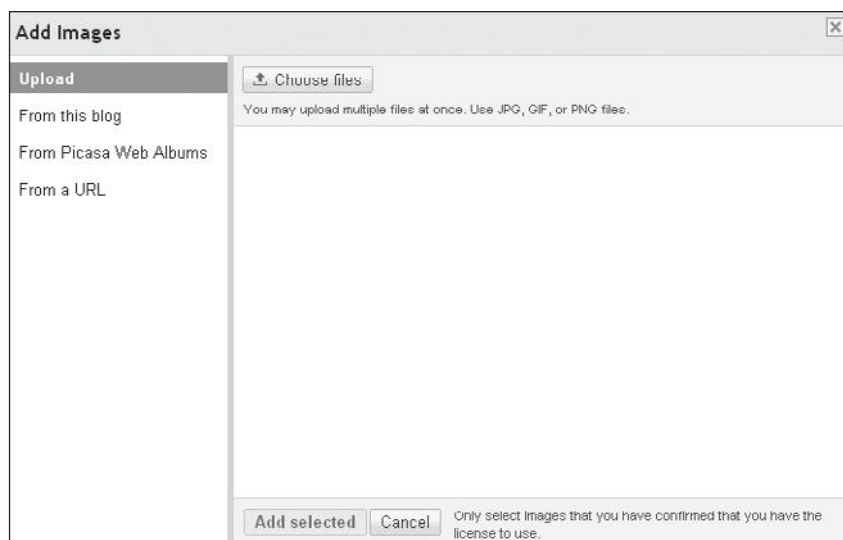 Add Images
Upload
From this blog
From Picasa Web Albums
From a URL
Choose files
You may upload multiple files at once. Use JPG, GIF, or PNG files.
Add selected
Cancel
Only select images that you have confirmed that you have the
license to use.